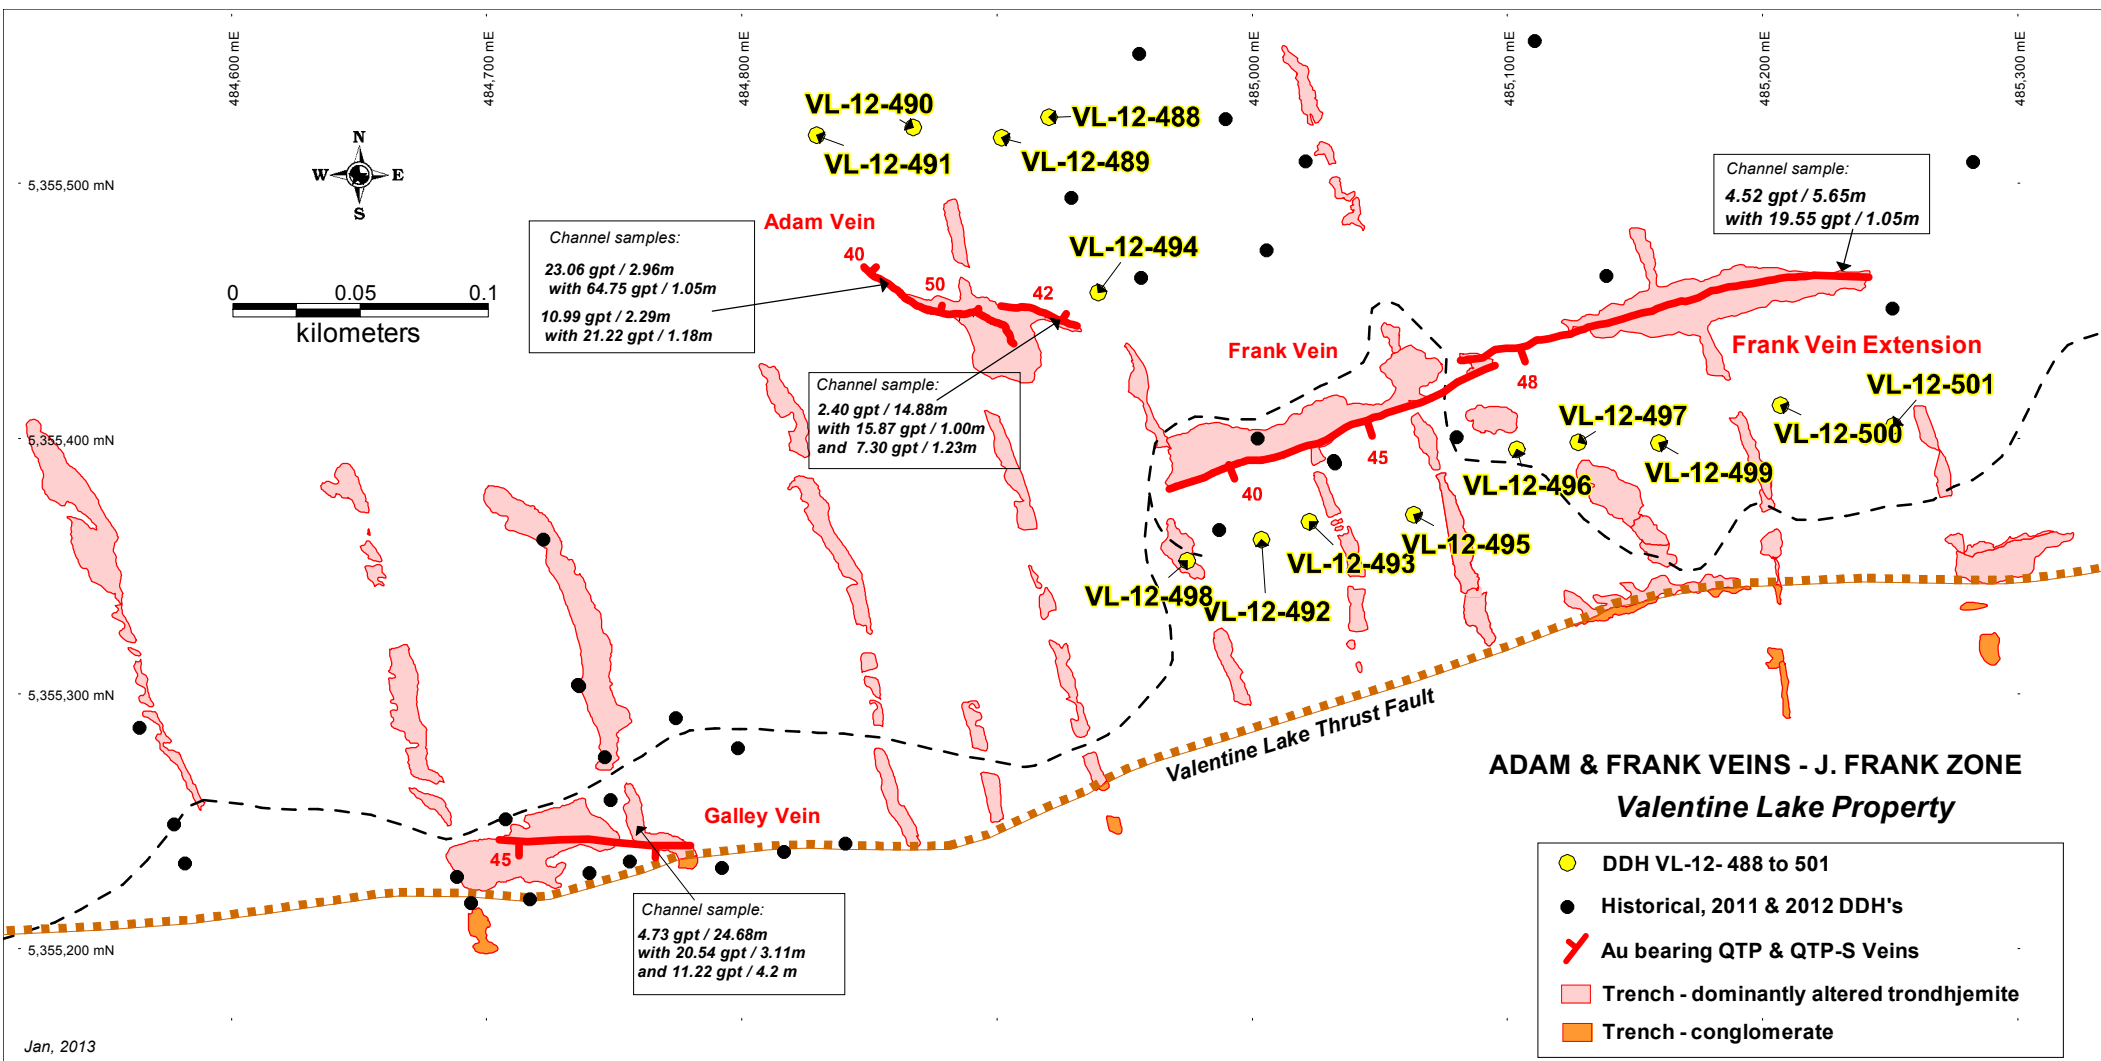 484,600 mE
484,700 mE
484,800 mE
485,000 mE
485,100 mE
485,200 mE
485,300 mE
VL-12-490
VL-12-488
VL-12-491
VL-12-489
N
W E
S
5,355,500 mN
Channel sample:
4.52 gpt / 5.65m
with 19.55 gpt / 1.05m
Adam Vein
VL-12-494
Channel samples:
23.06 gpt / 2.96m
with 64.75 gpt / 1.05m
10.99 gpt / 2.29m
with 21.22 gpt / 1.18m
40
50
42
0 0.05 0.1
kilometers
Frank Vein
Frank Vein Extension
48
Channel sample:
2.40 gpt / 14.88m
with 15.87 gpt / 1.00m
and 7.30 gpt / 1.23m
VL-12-501
VL-12-497
VL-12-500
5,355,400 mN
45
40
VL-12-499
VL-12-496
VL-12-495
VL-12-493
VL-12-498
VL-12-492
5,355,300 mN
Valentine Lake Thrust Fault
ADAM & FRANK VEINS - J. FRANK ZONE
Valentine Lake Property
Galley Vein
45
Channel sample:
4.73 gpt / 24.68m
with 20.54 gpt / 3.11m
and 11.22 gpt / 4.2 m
5,355,200 mN
DDH VL-12- 488 to 501
Historical, 2011 & 2012 DDH's
Au bearing QTP & QTP-S Veins
Trench - dominantly altered trondhjemite
Trench - conglomerate
Jan, 2013